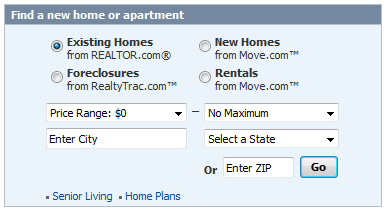 Find a new home or apartment
Existing Homes
from REALTOR.com®
New Homes
from Move.com™
Foreclosures
from RealtyTrac.com™
Rentals
from Move.com™
Price Range: $0 – No Maximum
Enter City Select a State
Or Enter ZIP Go
Senior Living Home Plans